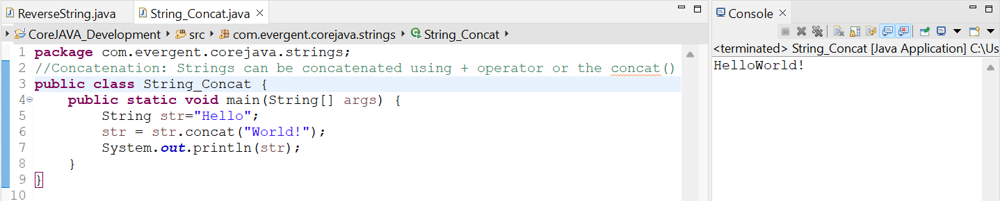 ReverseString.java
String_Concat.java
CoreJAVA_Development
src
com.evergent.corejava.strings
String_Concat
1 package com.evergent.corejava.strings;
2 //Concatenation: Strings can be concatenated using + operator or the concat()
3 public class String_Concat {
4     public static void main(String[] args) {
5         String str="Hello";
6         str = str.concat("World!");
7         System.out.println(str);
8     }
9 }
10
Console
<terminated> String_Concat [Java Application] C:\Us
HelloWorld!